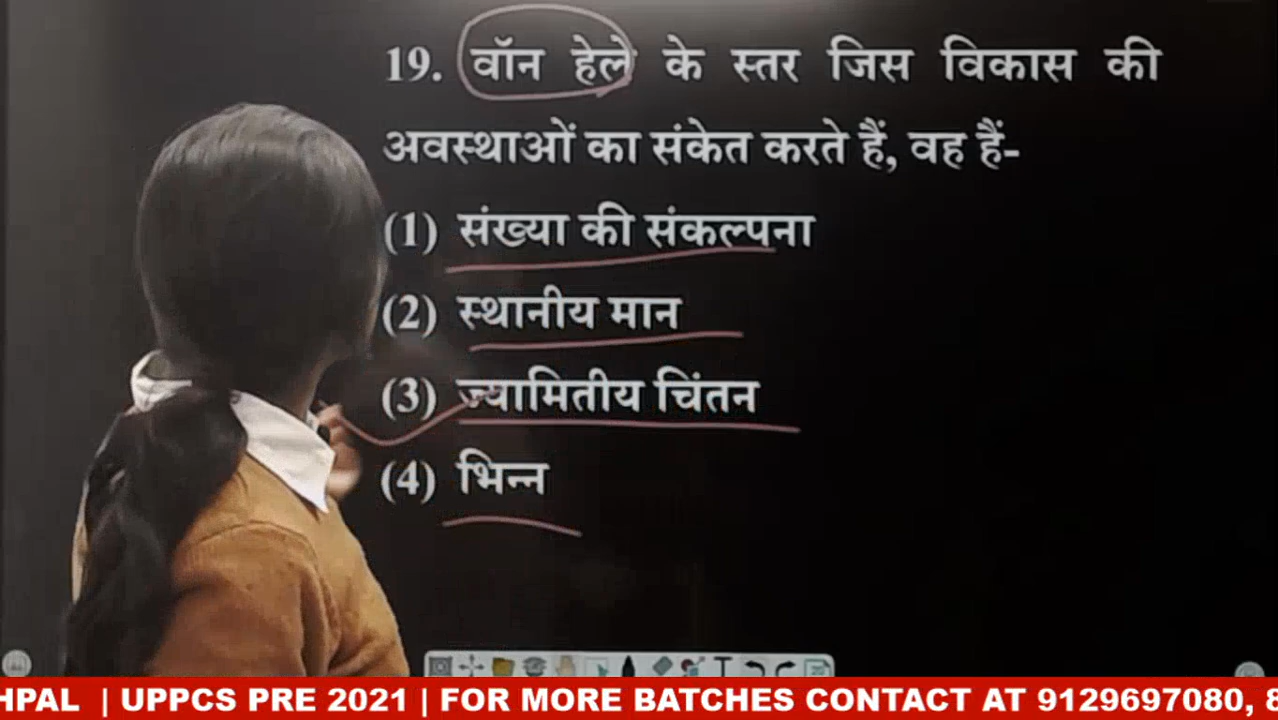 19. वॉन हेले के स्तर जिस विकास की
अवस्थाओं का संकेत करते हैं, वह हैं-
(1) संख्या की संकल्पना
(2) स्थानीय मान
(3) ज्यामितीय चिंतन
(4) भिन्न
HPAL | UPPCS PRE 2021 | FOR MORE BATCHES CONTACT AT 9129697080, 8